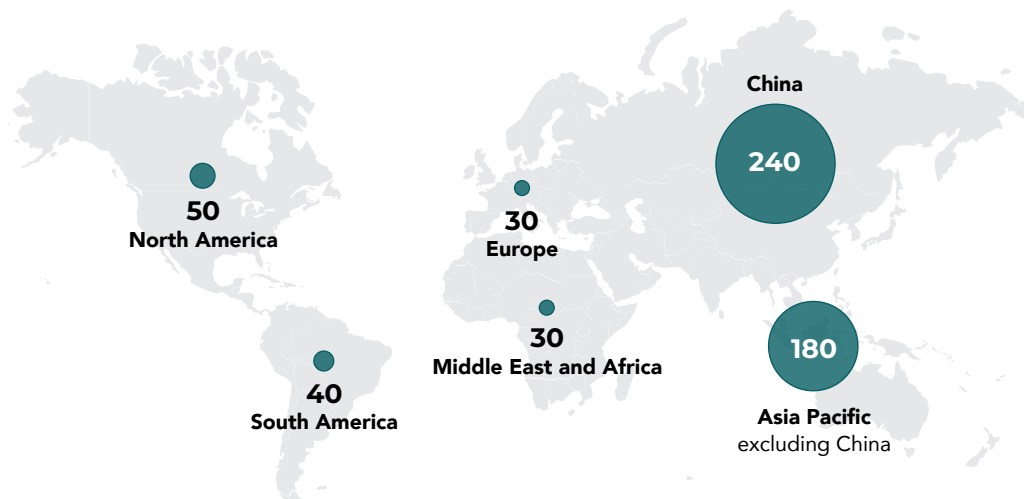 China
240
50
North America
30
Europe
30
Middle East and Africa
180
40
South America
Asia Pacific
excluding China